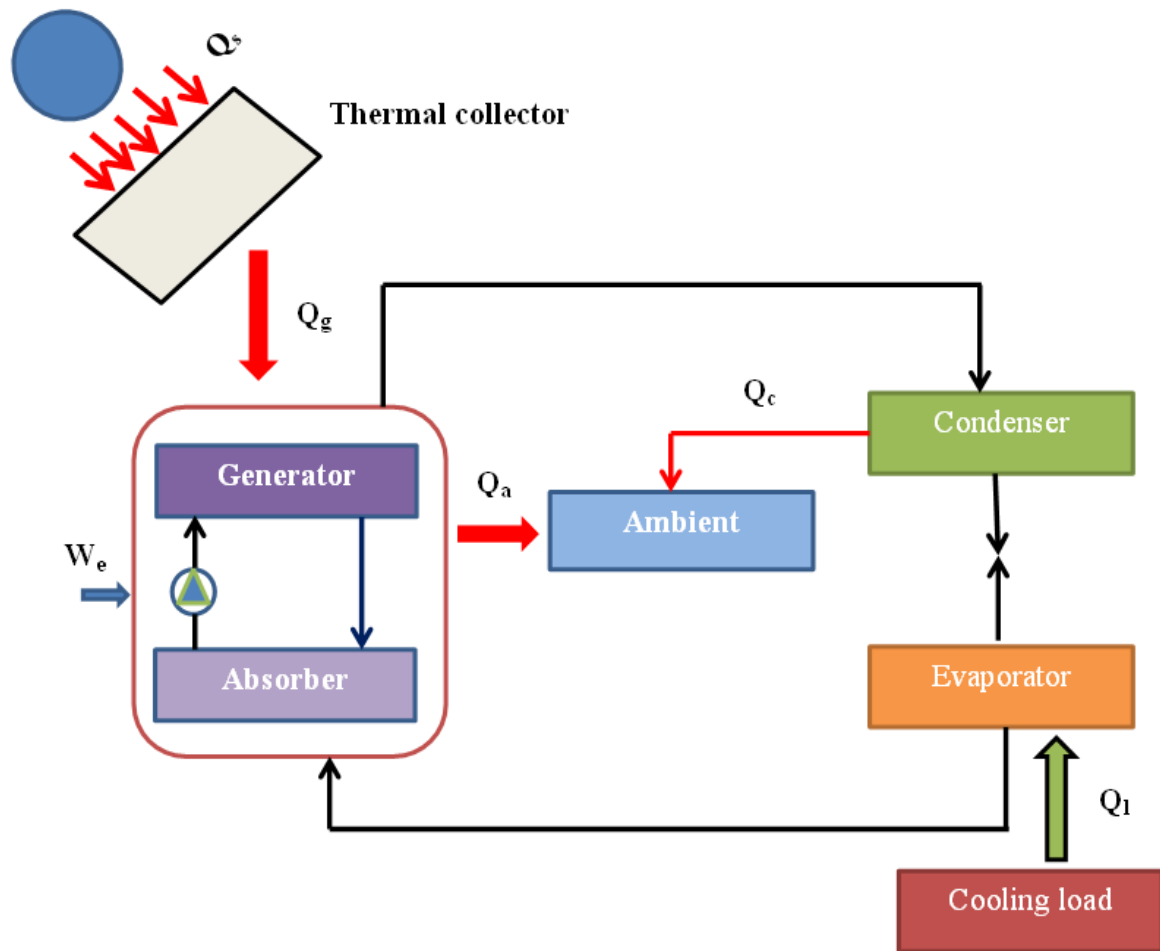 Qs
Thermal collector
Qg
Qc
Condenser
Generator
Qa
Ambient
We
Absorber
Evaporator
Ql
Cooling load